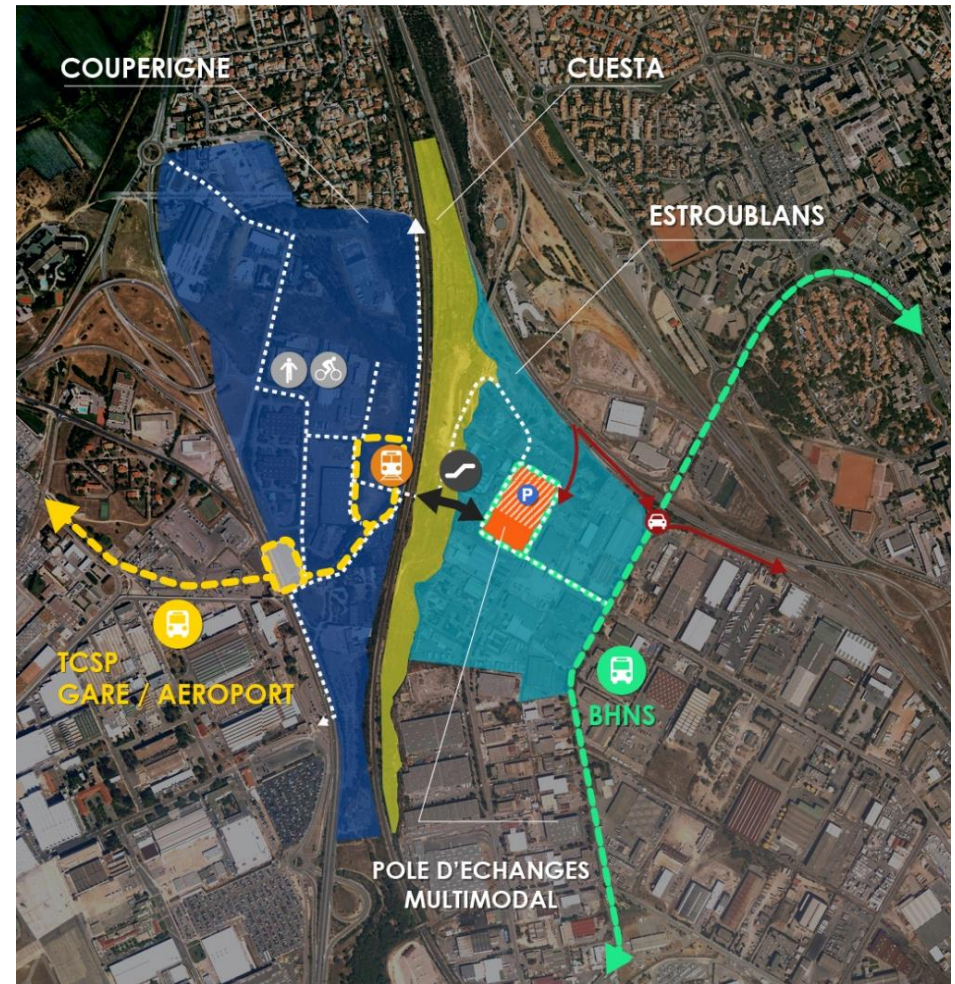 COUPERIGNE
CUESTA
ESTROUBLANS
P
TCSP
GARE / AEROPORT
BHNS
POLE D'ECHANGES
MULTIMODAL